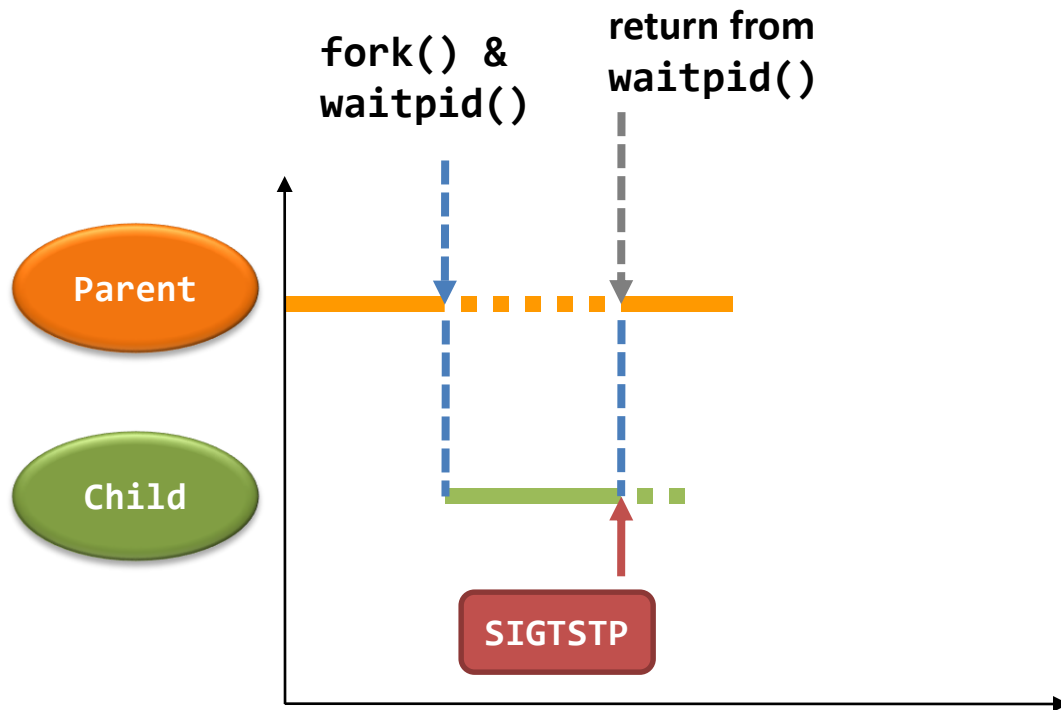 fork() &
waitpid()
return from
waitpid()
Parent
Child
SIGTSTP